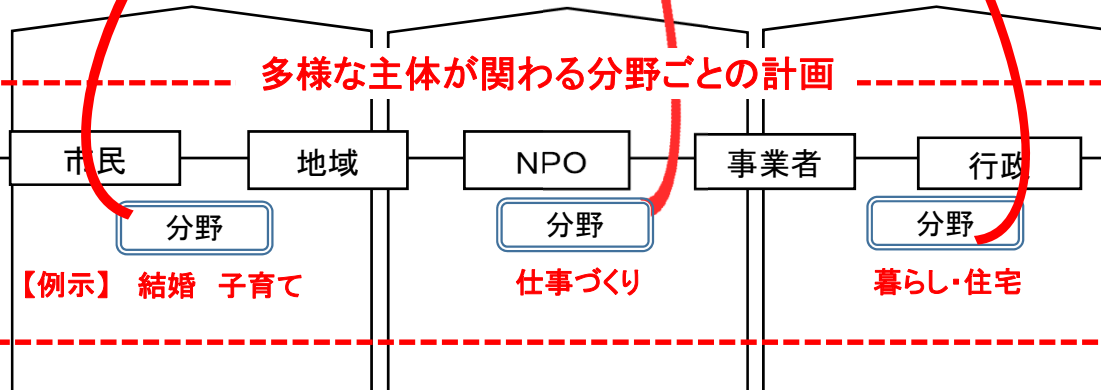 多様な主体が関わる分野ごとの計画
市民
地域
NPO
事業者
行政
分野
分野
分野
【例示】 結婚 子育て
仕事づくり
暮らし・住宅